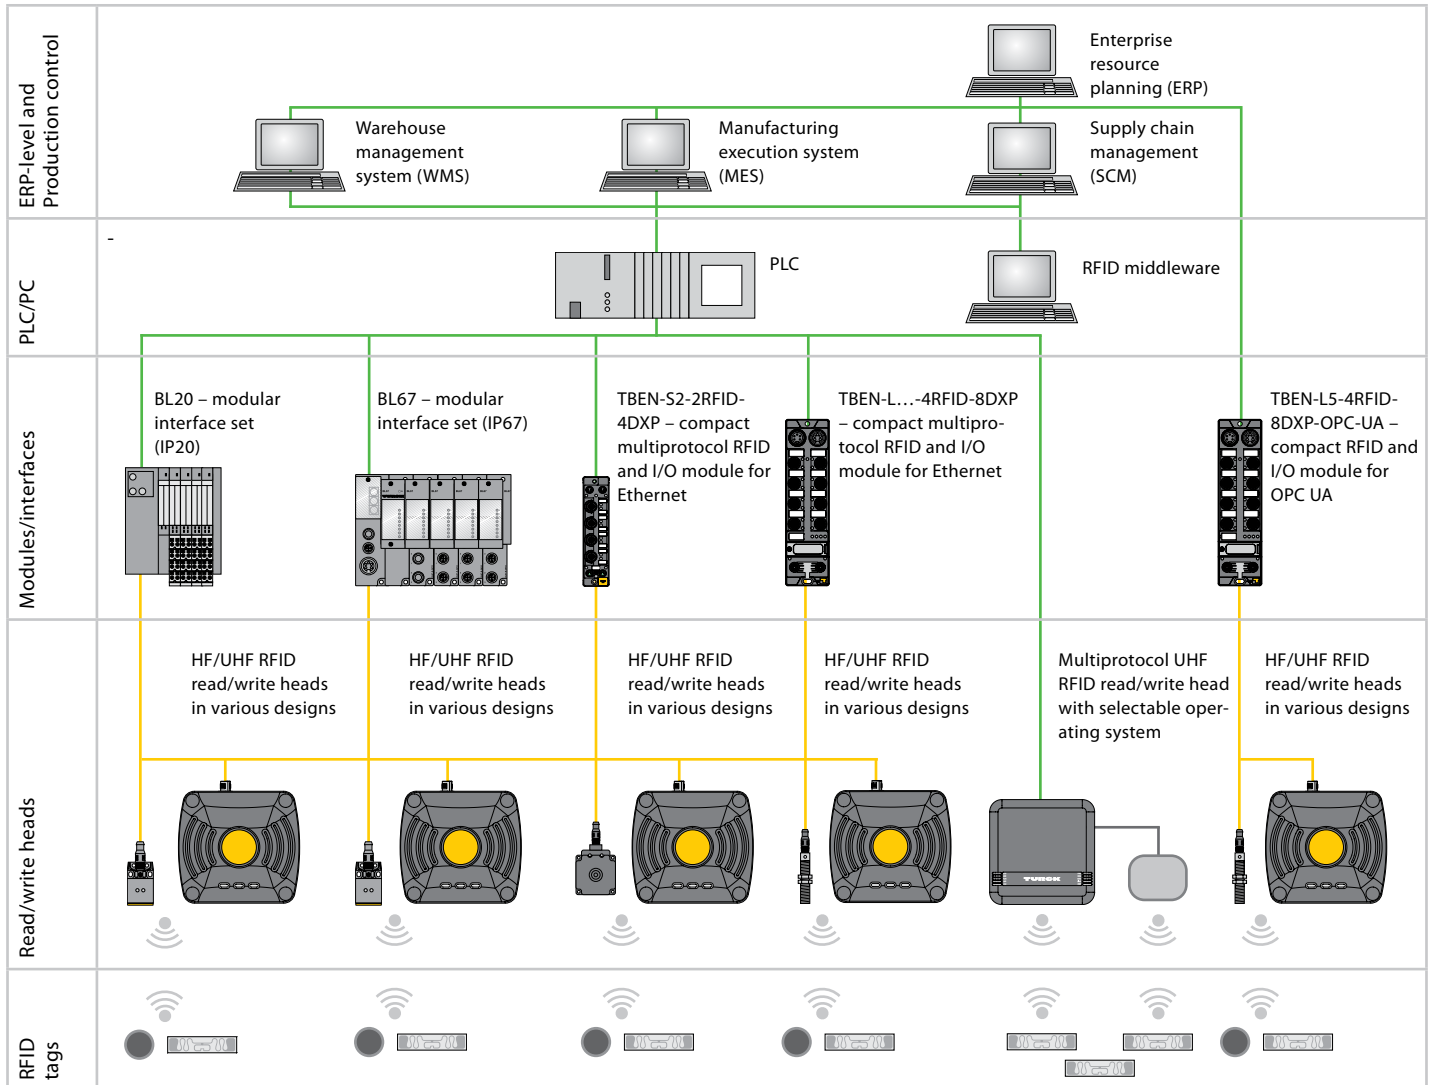 ERP-level and
Production control
Enterprise
resource
planning (ERP)
Warehouse
management
system (WMS)
Manufacturing
execution system
(MES)
Supply chain
management
(SCM)
PLC/PC
-
PLC
RFID middleware
Modules/interfaces
BL20 – modular
interface set
(IP20)
BL67 – modular
interface set (IP67)
TBEN-S2-2RFID-
4DXP – compact
multiprotocol RFID
and I/O module for
Ethernet
TBEN-L…-4RFID-8DXP
– compact multipro-
tocol RFID and I/O
module for Ethernet
TBEN-L5-4RFID-
8DXP-OPC-UA –
compact RFID and
I/O module for
OPC UA
Read/write heads
HF/UHF RFID
read/write heads
in various designs
HF/UHF RFID
read/write heads
in various designs
HF/UHF RFID
read/write heads
in various designs
HF/UHF RFID
read/write heads
in various designs
Multiprotocol UHF
RFID read/write head
with selectable oper-
ating system
HF/UHF RFID
read/write heads
in various designs
TURCK
RFID
tags